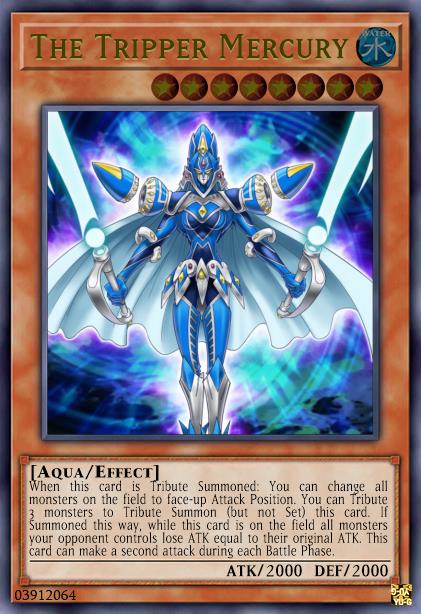 THE TRIPPER MERCURY
WATER
水
[AQUA/EFFECT]
When this card is Tribute Summoned: You can change all
monsters on the field to face-up Attack Position. You can Tribute
3 monsters to Tribute Summon (but not Set) this card. If
Summoned this way, while this card is on the field all monsters
your opponent controls lose ATK equal to their original ATK. This
card can make a second attack during each Battle Phase.
ATK/2000 DEF/2000
03912064